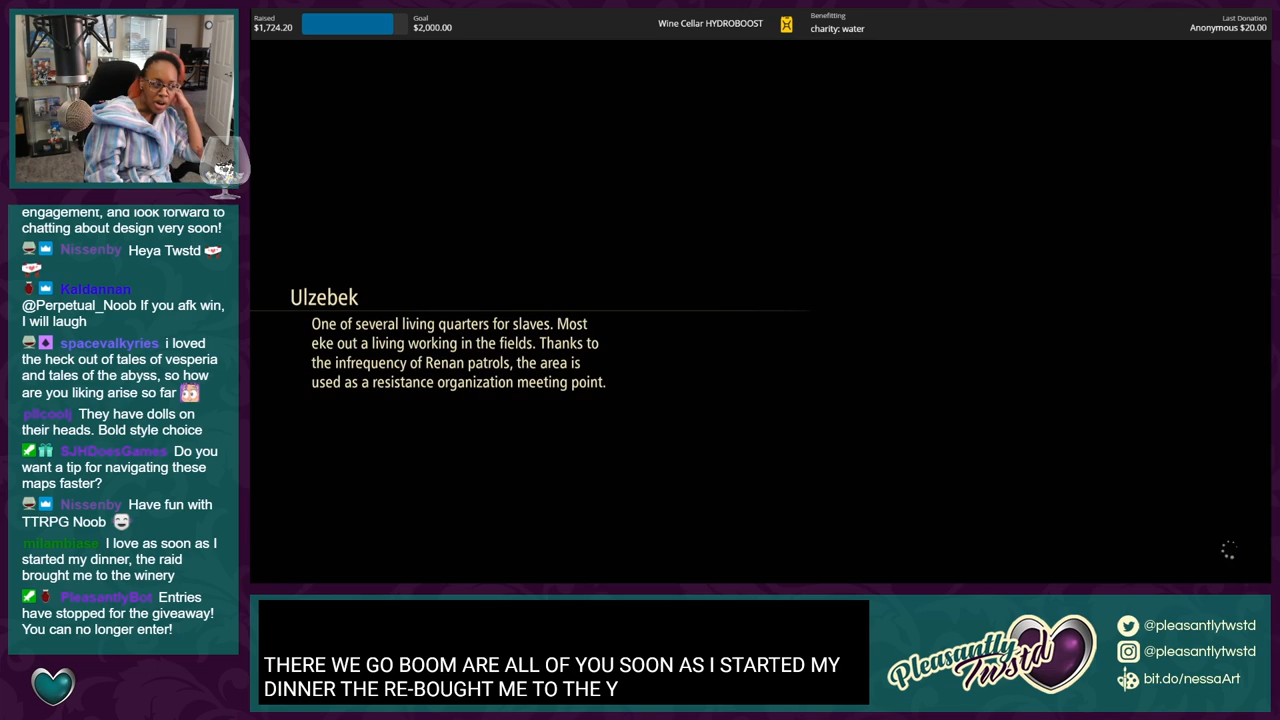 Raised
$1,724.20
Goal
$2,000.00
Wine Cellar HYDROBOOST
Benefitting
charity: water
Last Donation
Anonymous $20.00
engagement, and look forward to
chatting about design very soon!
Nissenby Heya Twstd
Kaldannan
@Perpetual_Noob If you afk win,
I will laugh
spacevalkyries i loved
the heck out of tales of vesperia
and tales of the abyss, so how
are you liking arise so far
pilcoolj They have dolls on
their heads. Bold style choice
SJHDoesGames Do you
want a tip for navigating these
maps faster?
Nissenby Have fun with
TTRPG Noob
milambiase I love as soon as I
started my dinner, the raid
brought me to the winery
PleasantlyBot Entries
have stopped for the giveaway!
You can no longer enter!
Ulzebek
One of several living quarters for slaves. Most
eke out a living working in the fields. Thanks to
the infrequency of Renan patrols, the area is
used as a resistance organization meeting point.
THERE WE GO BOOM ARE ALL OF YOU SOON AS I STARTED MY
DINNER THE RE-BOUGHT ME TO THE Y
Pleasantly
Twstd
@pleasantlytwstd
@pleasantlytwstd
bit.do/nessaArt